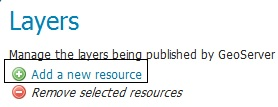 Layers
Manage the layers being published by GeoServer
Add a new resource
Remove selected resources